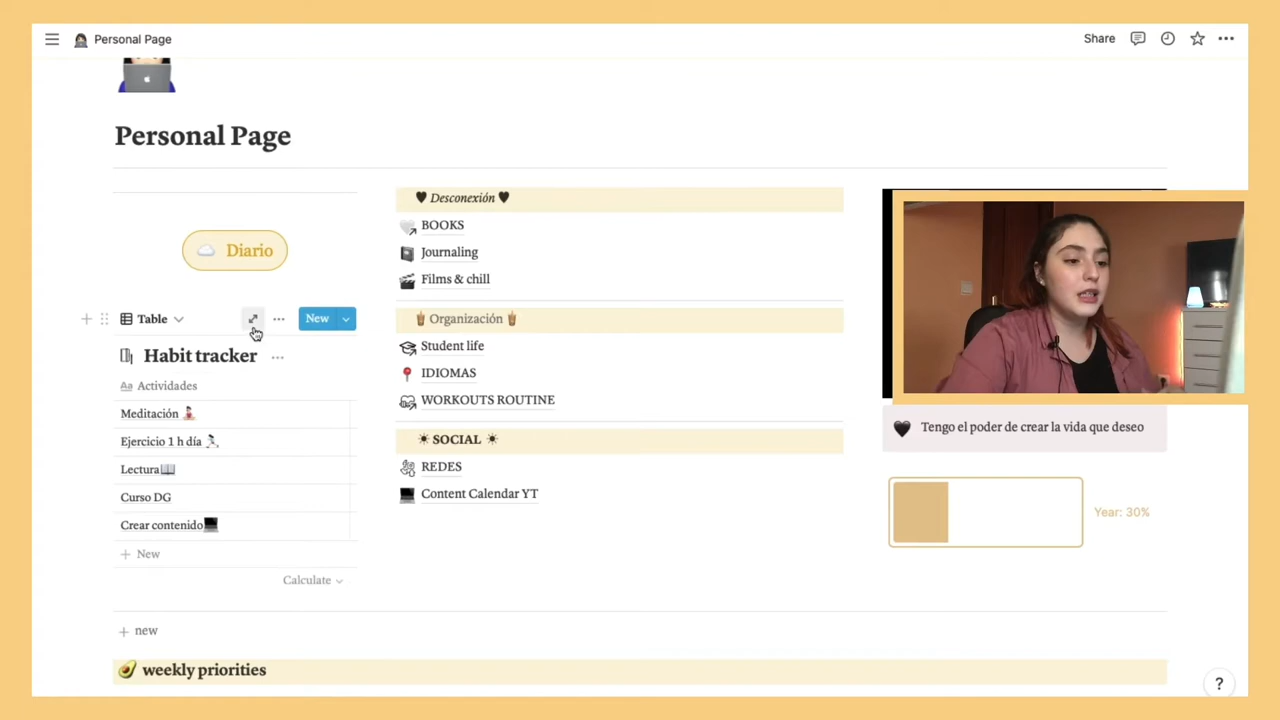 Personal Page
Share
Personal Page
Diario
Table
New
Habit tracker
Aa Actividades
Meditación
Ejercicio 1 h día
Lectura
Curso DG
Crear contenido
New
Calculate
Desconexión
BOOKS
Journaling
Films & chill
Organización
Student life
IDIOMAS
WORKOUTS ROUTINE
SOCIAL
REDES
Content Calendar YT
Tengo el poder de crear la vida que deseo
Year: 30%
new
weekly priorities
?